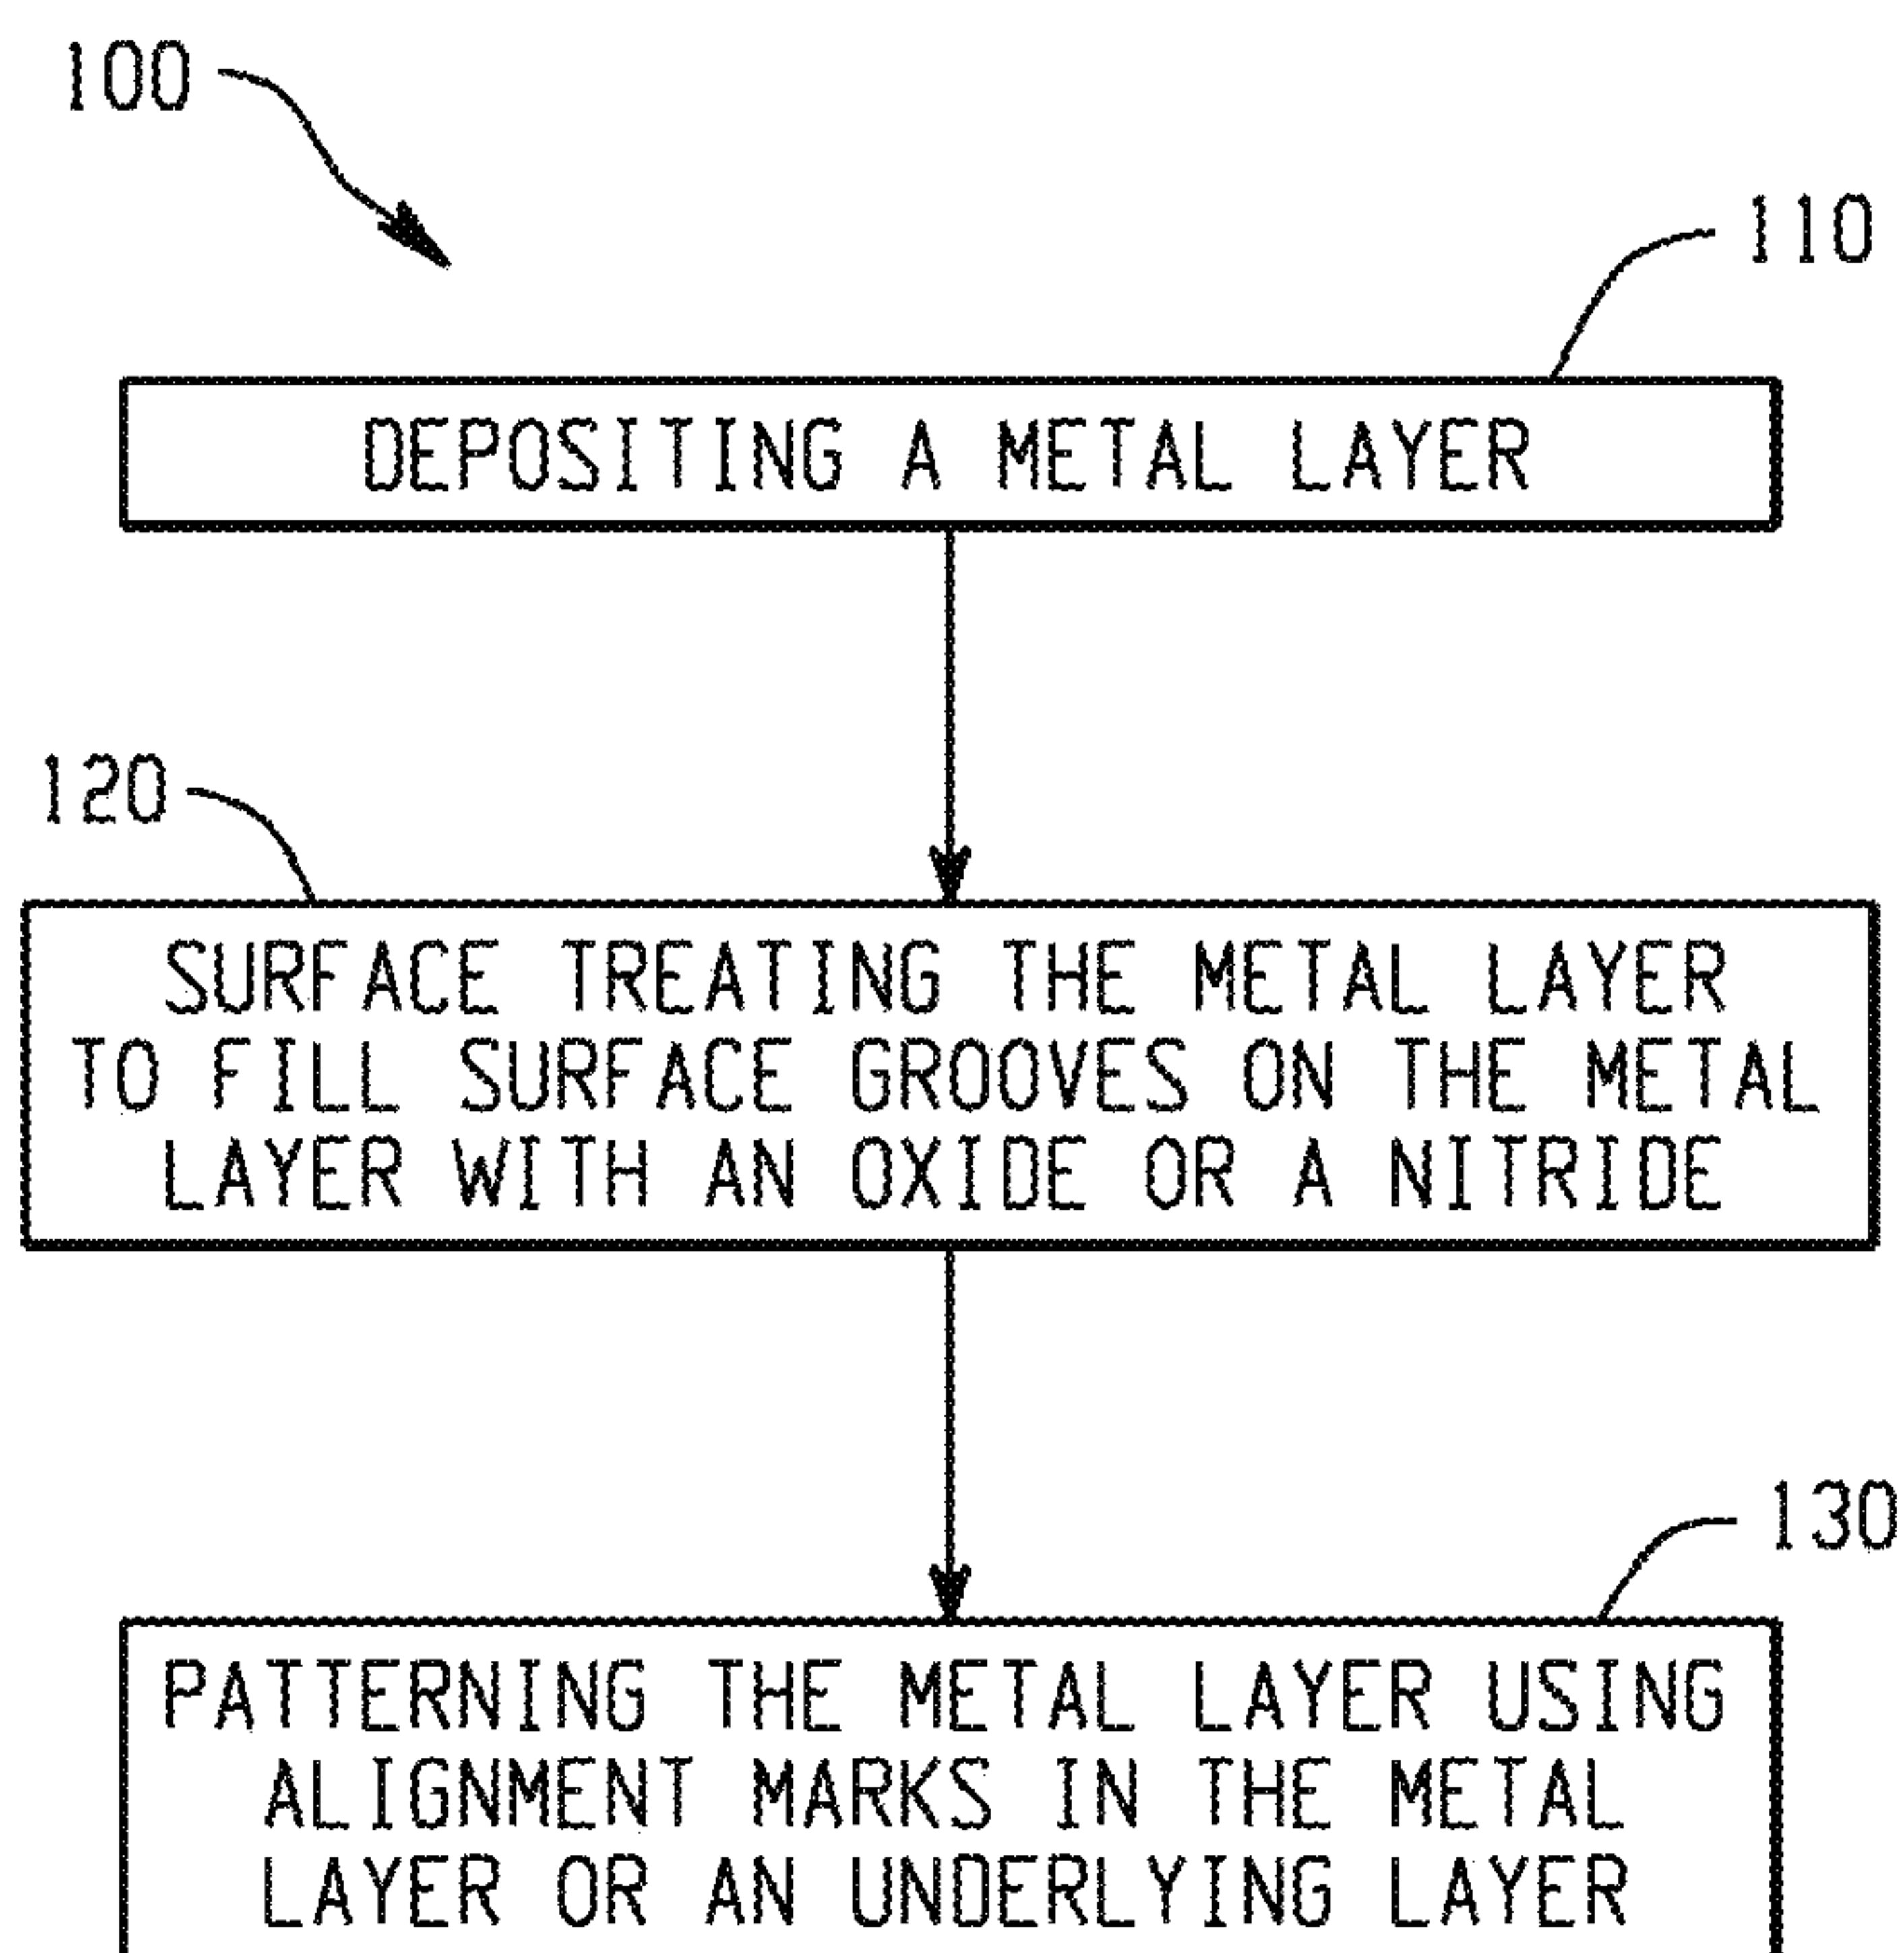 100
110
DEPOSITING A METAL LAYER
120
SURFACE TREATING THE METAL LAYER
TO FILL SURFACE GROOVES ON THE METAL
LAYER WITH AN OXIDE OR A NITRIDE
130
PATTERNING THE METAL LAYER USING
ALIGNMENT MARKS IN THE METAL
LAYER OR AN UNDERLYING LAYER